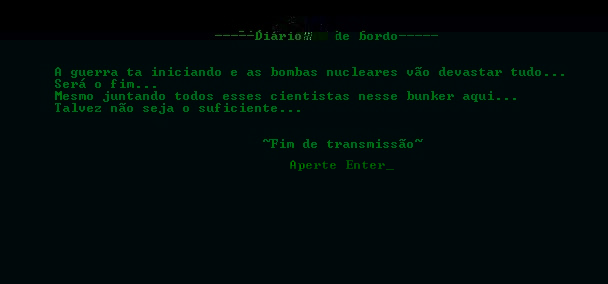 -----Diário de bordo-----
A guerra ta iniciando e as bombas nucleares vão devastar tudo...
Será o fim...
Mesmo juntando todos esses cientistas nesse bunker aqui...
Talvez não seja o suficiente...
~Fim de transmissão~
Aperte Enter_